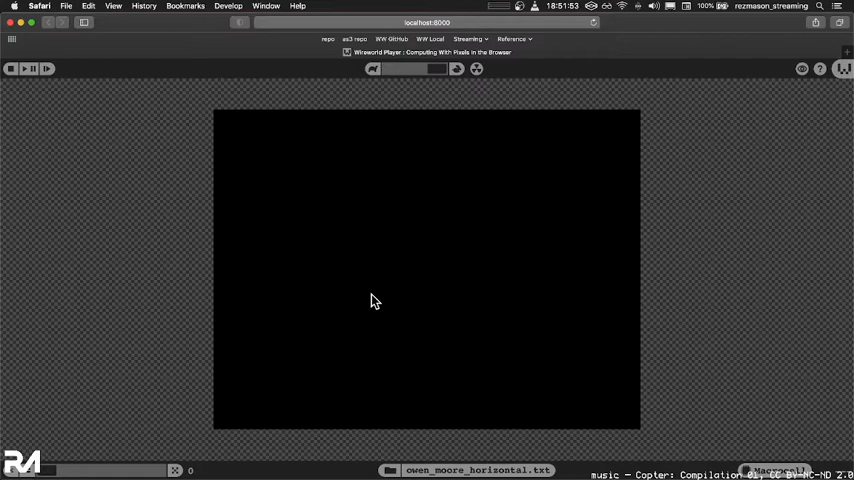 Safari File Edit View History Bookmarks Develop Window Help 100% 18:51:53 rezmason_streaming
localhost:8000
repo as3 repo WW GitHub WW Local Streaming Reference
Wireworld Player : Computing With Pixels in the Browser
?
0
owen_moore_horizontal.txt
music - Copter: Compilation 01, CC BY-NC-ND 2.0